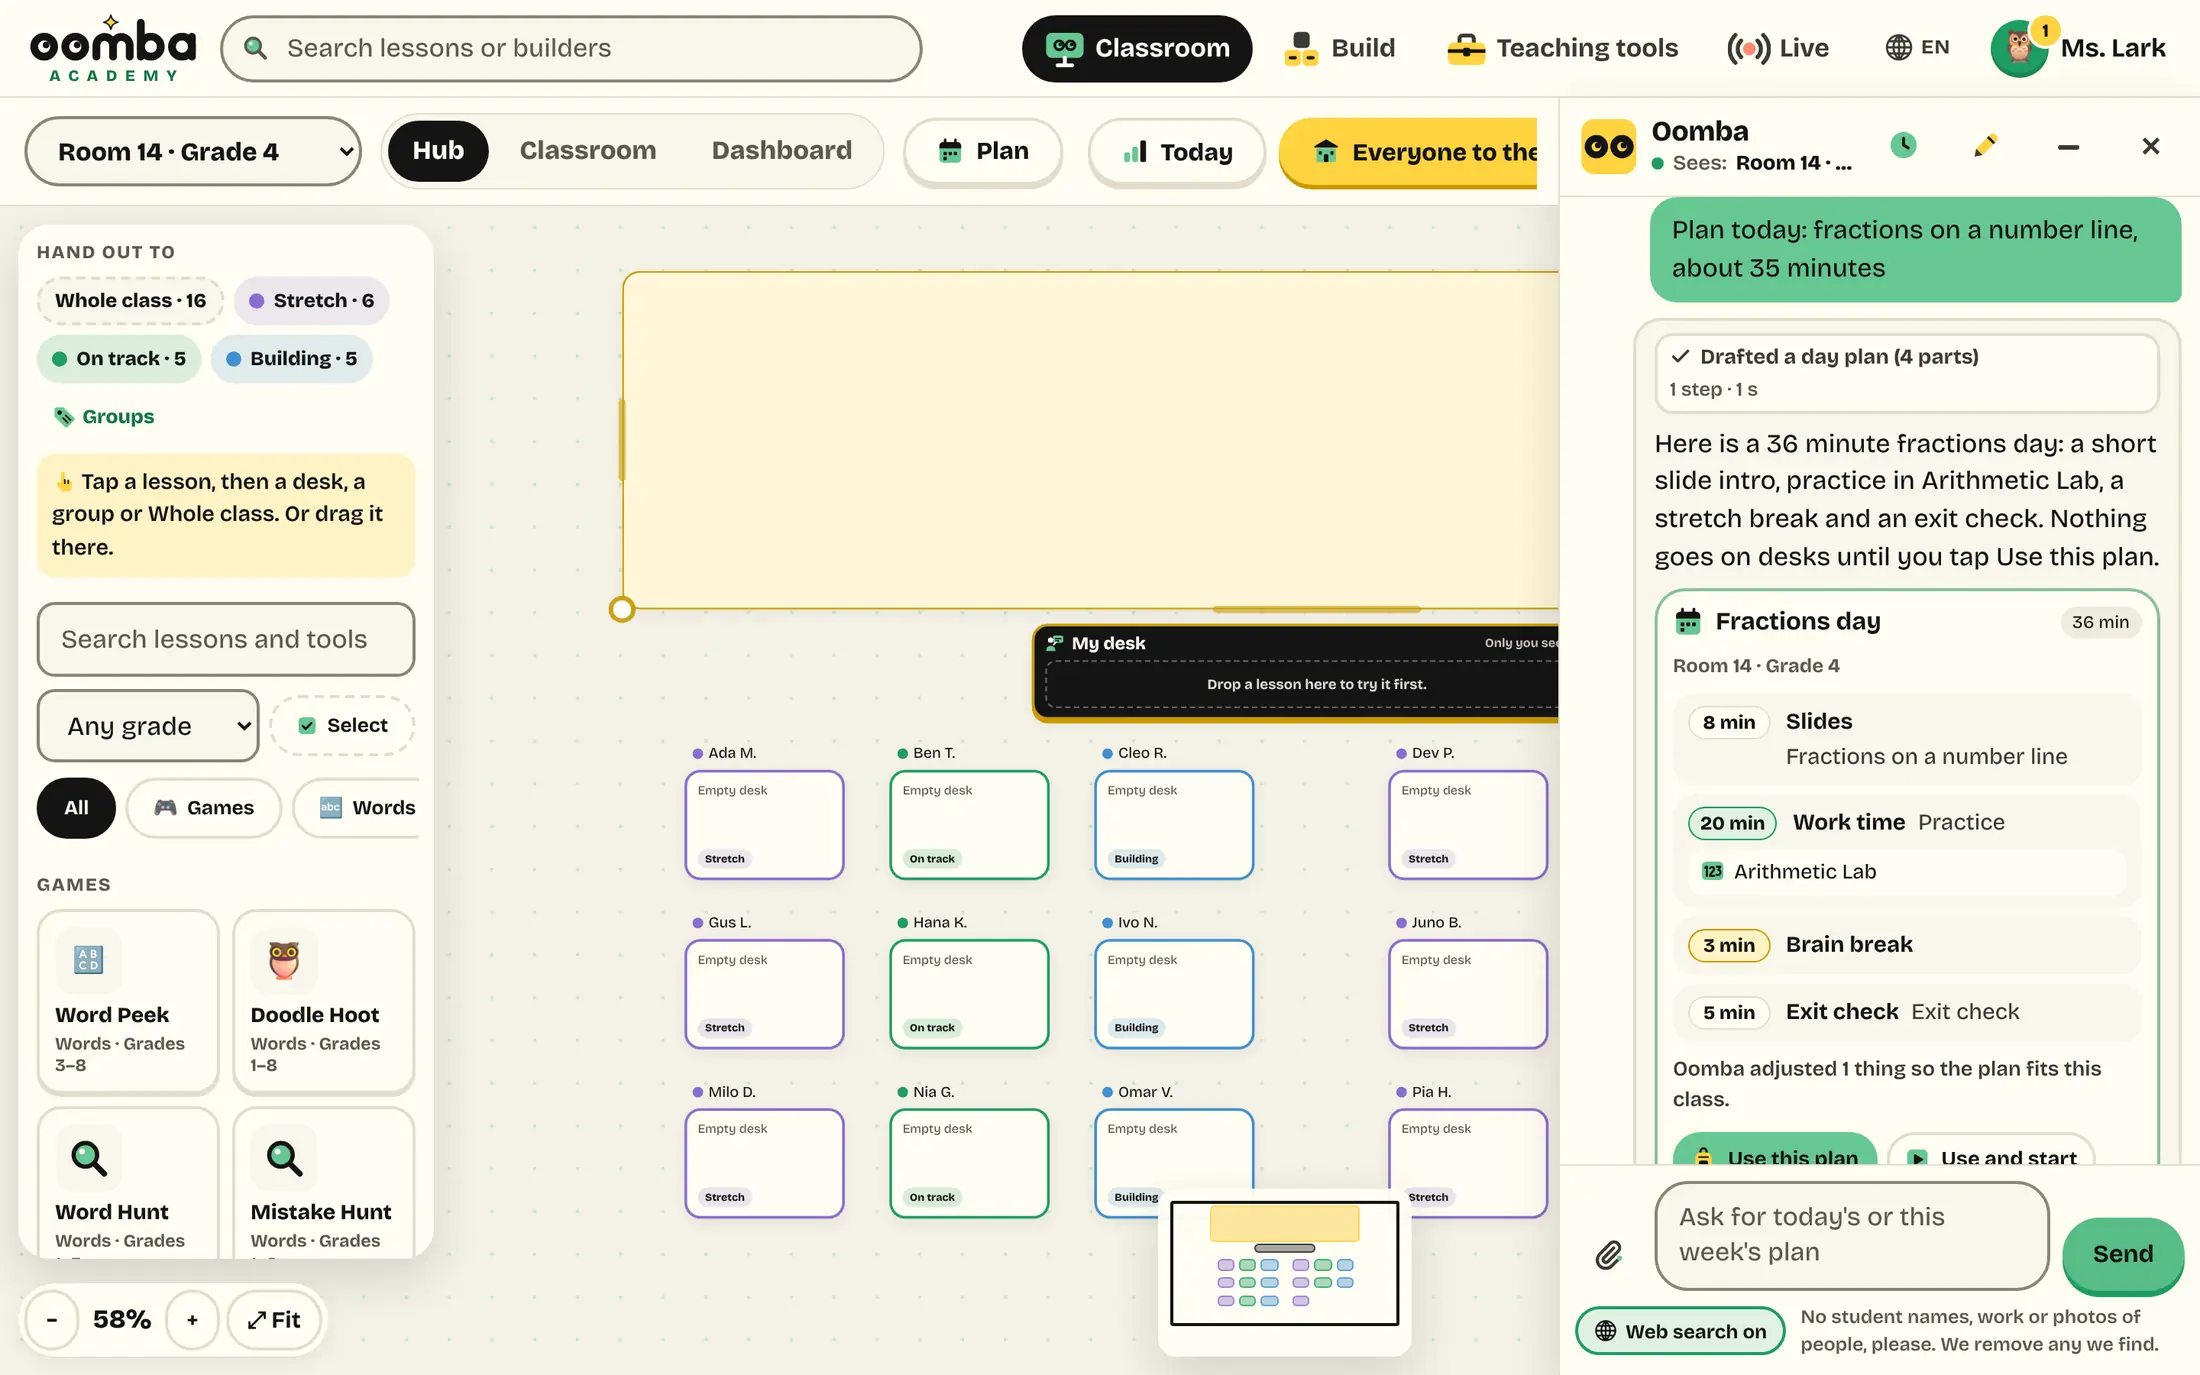 oomba
ACADEMY
Search lessons or builders
Classroom
Build
Teaching tools
Live
EN
1
Ms. Lark
Room 14 · Grade 4
Hub
Classroom
Dashboard
Plan
Today
Everyone to the
HAND OUT TO
Whole class · 16
Stretch · 6
On track · 5
Building · 5
Groups
Tap a lesson, then a desk, a
group or Whole class. Or drag it
there.
Search lessons and tools
Any grade
Select
All
Games
abc Words
GAMES
AB
CD
Word Peek
Words · Grades
3–8
Doodle Hoot
Words · Grades
1–8
Word Hunt
Words · Grades
Mistake Hunt
Words · Grades
−
58%
+
Fit
My desk
Only you see
Drop a lesson here to try it first.
Ada M.
Empty desk
Stretch
Ben T.
Empty desk
On track
Cleo R.
Empty desk
Building
Dev P.
Empty desk
Stretch
Gus L.
Empty desk
Stretch
Hana K.
Empty desk
On track
Ivo N.
Empty desk
Building
Juno B.
Empty desk
Stretch
Milo D.
Empty desk
Stretch
Nia G.
Empty desk
On track
Omar V.
Empty desk
Building
Pia H.
Empty desk
Stretch
Oomba
Sees: Room 14 · ...
Plan today: fractions on a number line,
about 35 minutes
Drafted a day plan (4 parts)
1 step · 1 s
Here is a 36 minute fractions day: a short
slide intro, practice in Arithmetic Lab, a
stretch break and an exit check. Nothing
goes on desks until you tap Use this plan.
Fractions day
36 min
Room 14 · Grade 4
8 min
Slides
Fractions on a number line
20 min
Work time Practice
123 Arithmetic Lab
3 min
Brain break
5 min
Exit check Exit check
Oomba adjusted 1 thing so the plan fits this
class.
Use this plan
Use and start
Ask for today's or this
week's plan
Send
Web search on
No student names, work or photos of
people, please. We remove any we find.